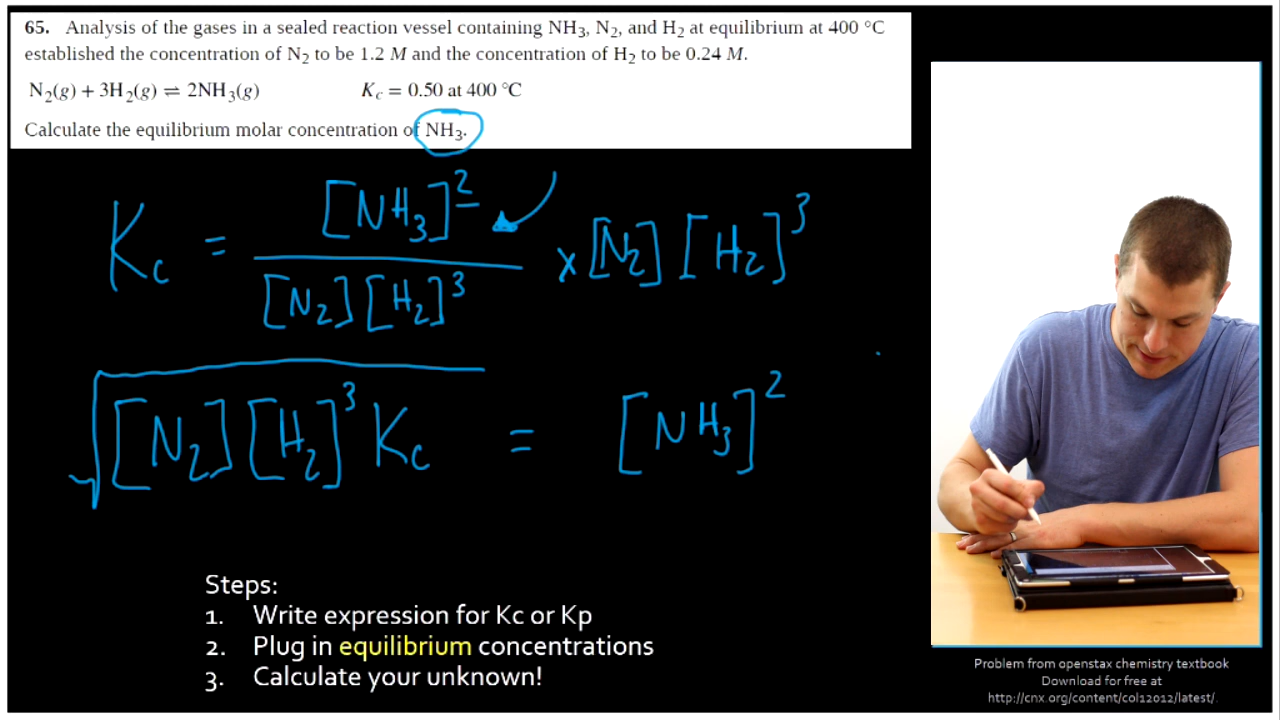 65. Analysis of the gases in a sealed reaction vessel containing NH₃, N₂, and H₂ at equilibrium at 400 °C
established the concentration of N₂ to be 1.2 M and the concentration of H₂ to be 0.24 M.
N₂(g) + 3H₂(g) ⇌ 2NH₃(g) K꜀ = 0.50 at 400 °C
Calculate the equilibrium molar concentration of NH₃.
Kc = [NH₃]² / [N₂][H₂]³ x [N₂][H₂]³
√[N₂][H₂]³Kc = [NH₃]²
Steps:
1. Write expression for Kc or Kp
2. Plug in equilibrium concentrations
3. Calculate your unknown!
Problem from openstax chemistry textbook
Download for free at
http://cnx.org/content/col12012/latest/.